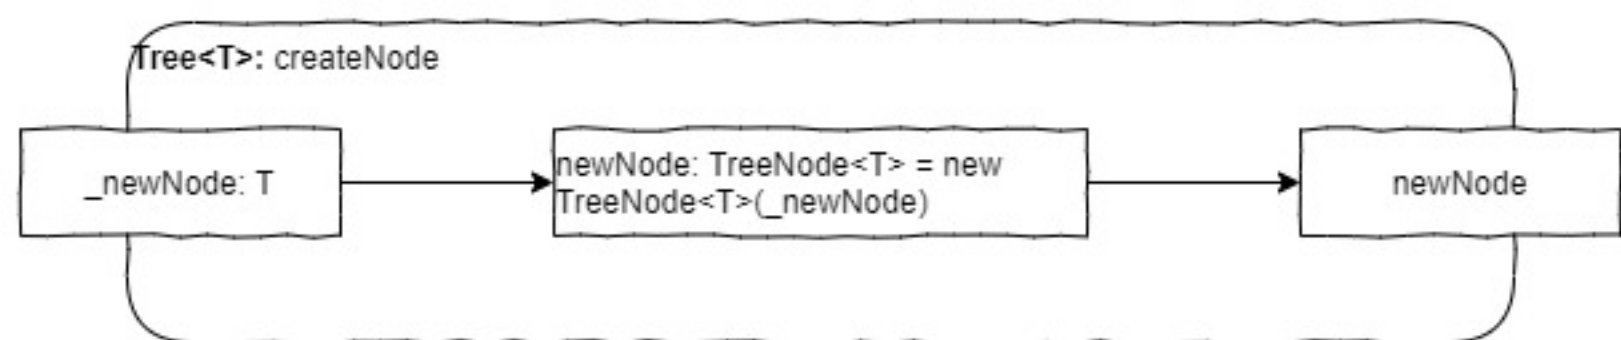 Tree<T>: createNode
_newNode: T
newNode: TreeNode<T> = new
TreeNode<T>(_newNode)
newNode